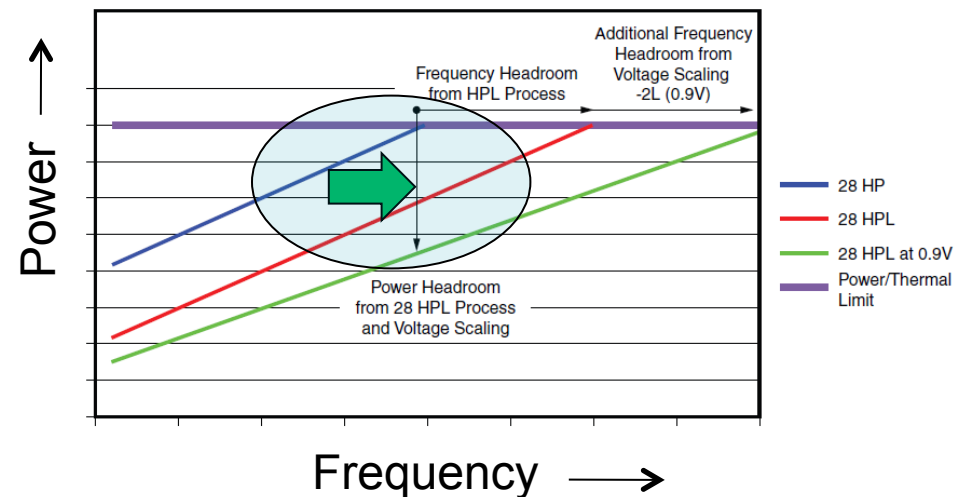 Additional Frequency
Headroom from
Voltage Scaling
-2L (0.9V)
Frequency Headroom
from HPL Process
Power
28 HP
28 HPL
28 HPL at 0.9V
Power/Thermal
Limit
Power Headroom
from 28 HPL Process
and Voltage Scaling
Frequency